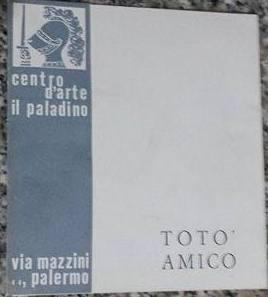 centro
d'arte
il paladino
TOTO'
AMICO
via mazzini
palermo